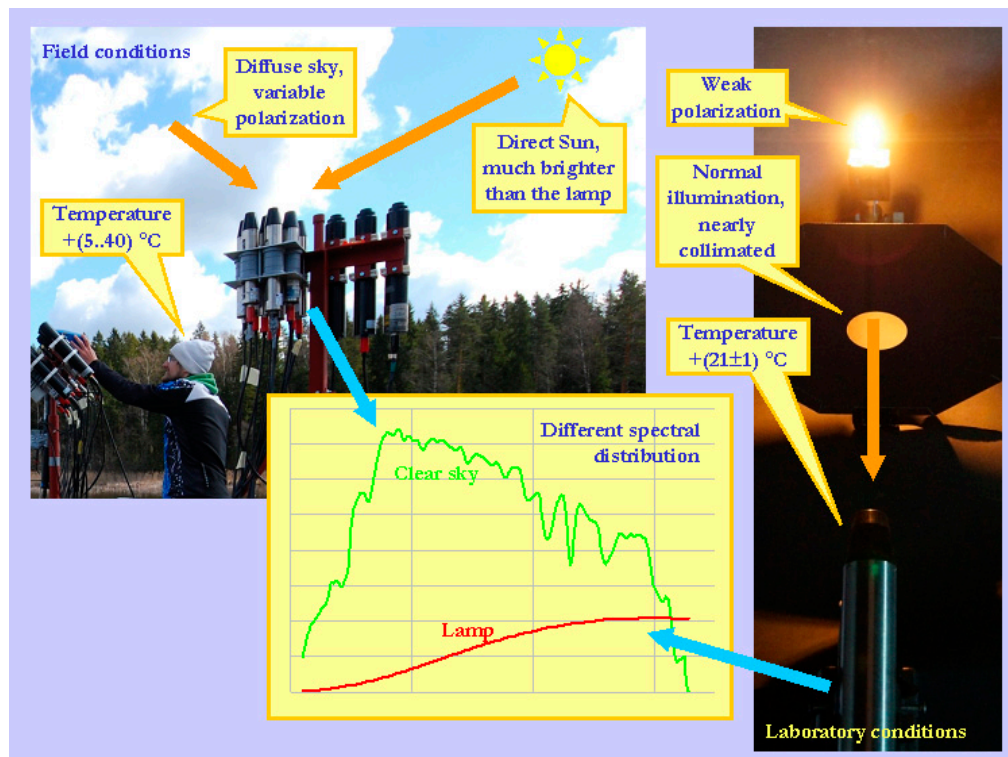 Field conditions
Diffuse sky,
variable
polarization
Direct Sun,
much brighter
than the lamp
Temperature
+(5..40) °C
Different spectral
distribution
Clear sky
Lamp
Weak
polarization
Normal
illumination,
nearly
collimated
Temperature
+(21±1) °C
Laboratory conditions